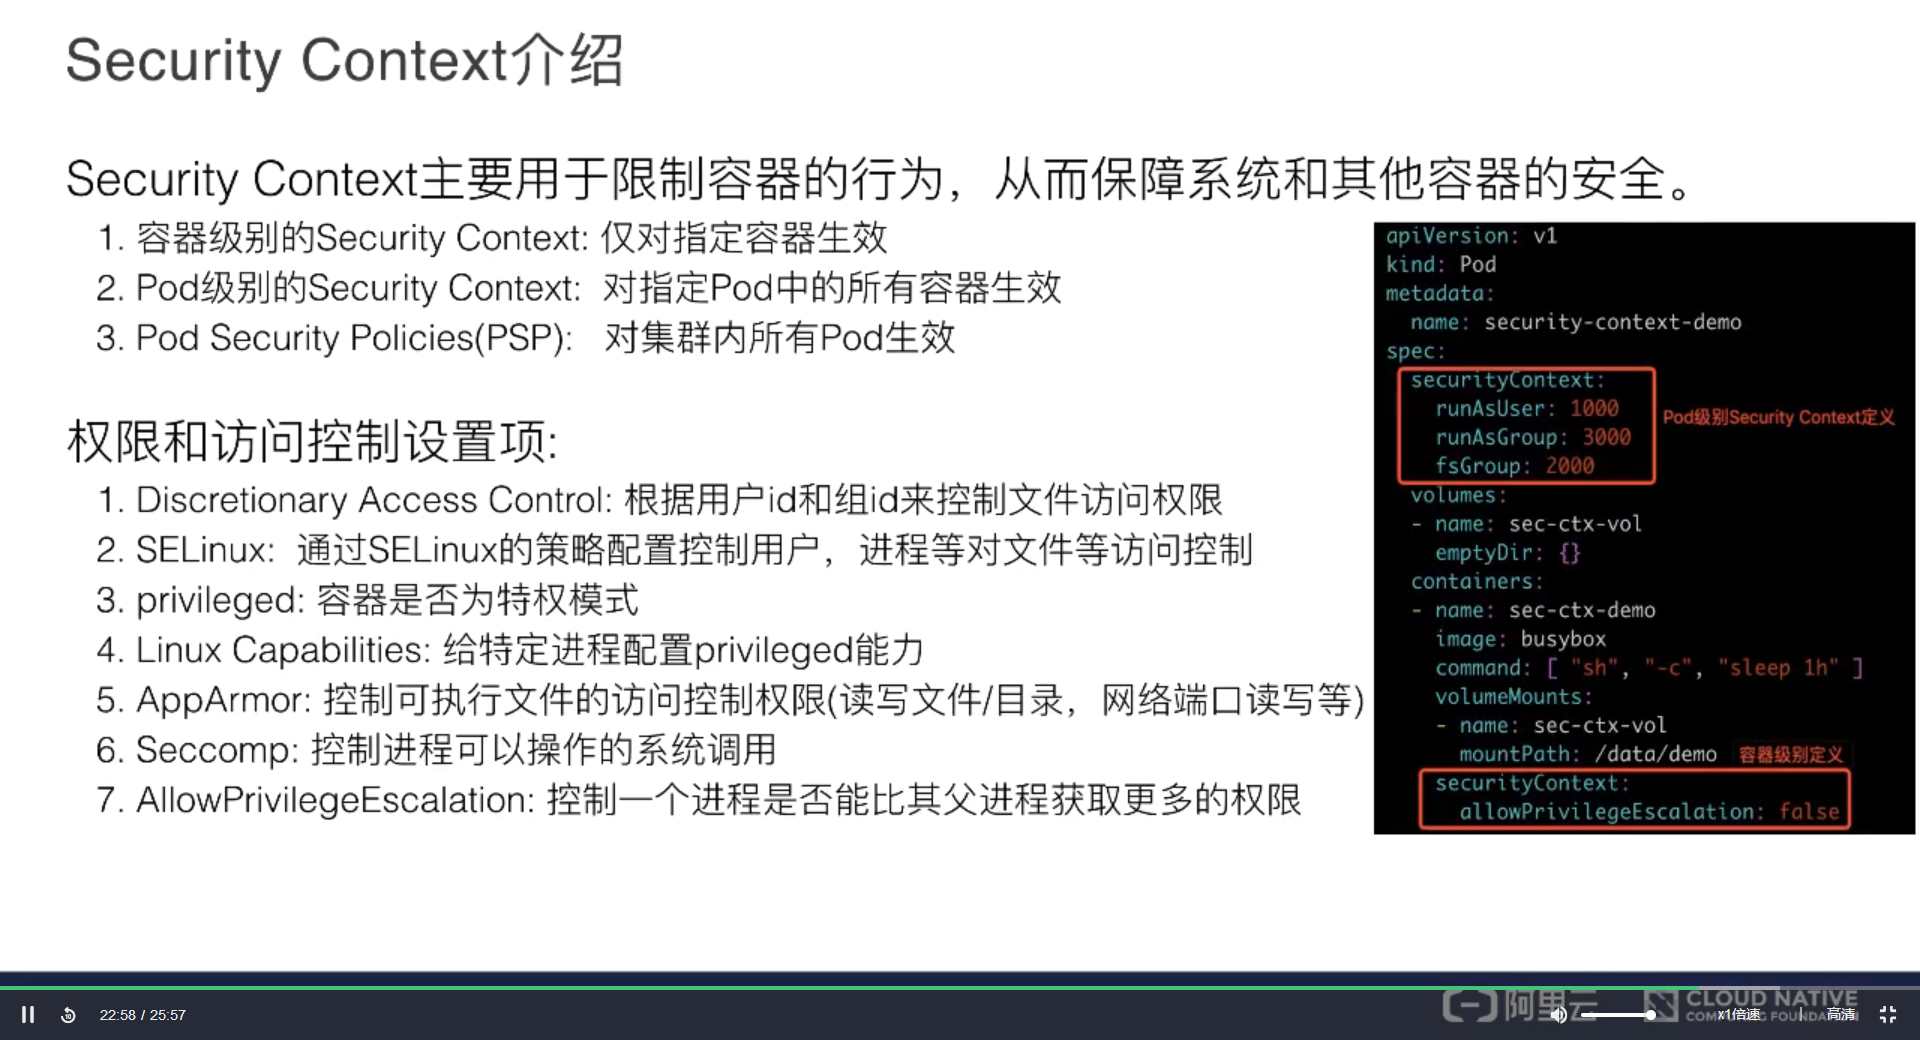 Security Context介绍
Security Context主要用于限制容器的行为，从而保障系统和其他容器的安全。
1. 容器级别的Security Context: 仅对指定容器生效
2. Pod级别的Security Context: 对指定Pod中的所有容器生效
3. Pod Security Policies(PSP): 对集群内所有Pod生效
权限和访问控制设置项:
1. Discretionary Access Control: 根据用户id和组id来控制文件访问权限
2. SELinux: 通过SELinux的策略配置控制用户，进程等对文件等访问控制
3. privileged: 容器是否为特权模式
4. Linux Capabilities: 给特定进程配置privileged能力
5. AppArmor: 控制可执行文件的访问控制权限(读写文件/目录，网络端口读写等)
6. Seccomp: 控制进程可以操作的系统调用
7. AllowPrivilegeEscalation: 控制一个进程是否能比其父进程获取更多的权限
apiVersion: v1
kind: Pod
metadata:
  name: security-context-demo
spec:
  securityContext:
    runAsUser: 1000
Pod级别Security Context定义
    runAsGroup: 3000
    fsGroup: 2000
  volumes:
  - name: sec-ctx-vol
    emptyDir: {}
  containers:
  - name: sec-ctx-demo
    image: busybox
    command: [ "sh", "-c", "sleep 1h" ]
    volumeMounts:
    - name: sec-ctx-vol
      mountPath: /data/demo 容器级别定义
    securityContext:
      allowPrivilegeEscalation: false
22:58 / 25:57
阿里云
CLOUD NATIVE
COMPUTING FOUNDATION
x1倍速
高清